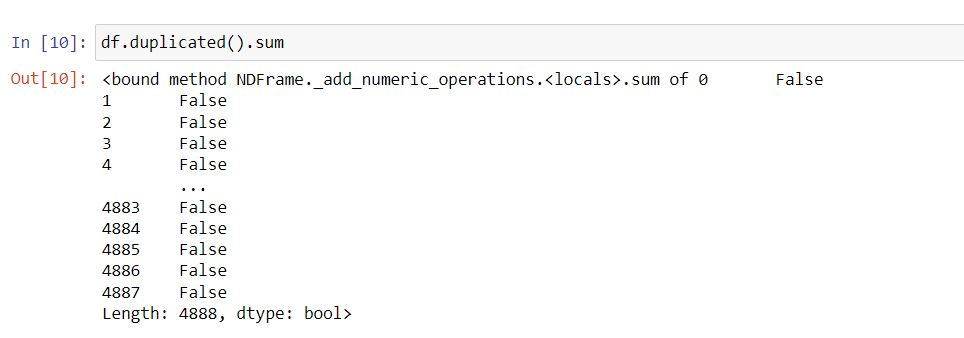 In [10]: df.duplicated().sum
Out[10]: <bound method NDFrame._add_numeric_operations.<locals>.sum of 0       False
1       False
2       False
3       False
4       False
        ...
4883    False
4884    False
4885    False
4886    False
4887    False
Length: 4888, dtype: bool>